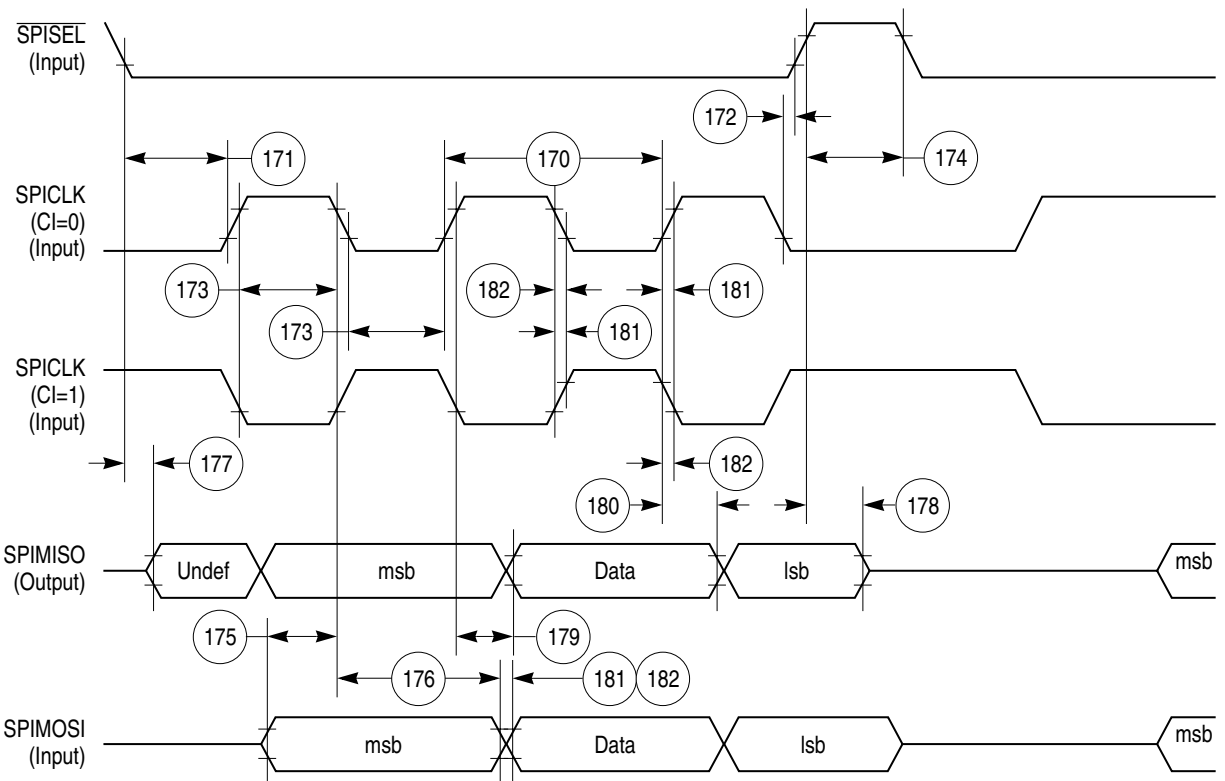 SPISEL
(Input)
172
171
170
174
SPICLK
(CI=0)
(Input)
173
182
181
173
181
SPICLK
(CI=1)
(Input)
177
182
180
178
SPIMISO
(Output)
Undef
msb
Data
lsb
msb
175
179
176
181
182
SPIMOSI
(Input)
msb
Data
lsb
msb